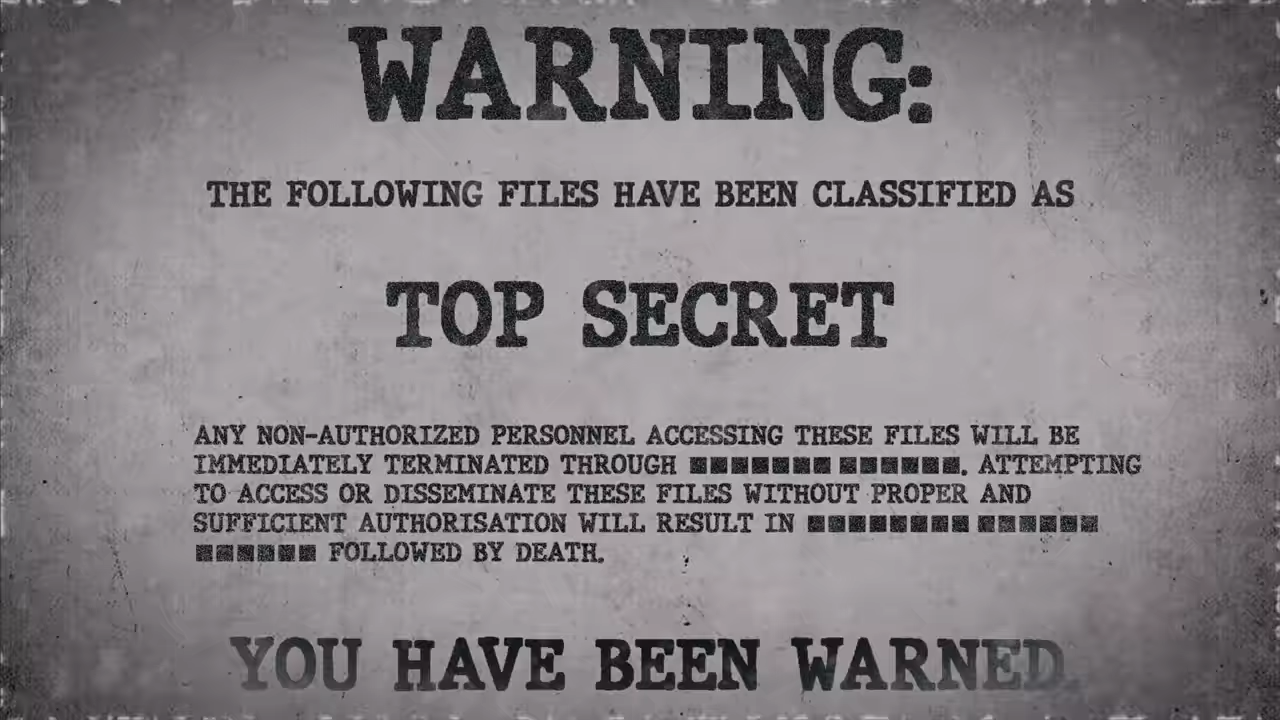 WARNING:
THE FOLLOWING FILES HAVE BEEN CLASSIFIED AS
TOP SECRET
ANY NON-AUTHORIZED PERSONNEL ACCESSING THESE FILES WILL BE
IMMEDIATELY TERMINATED THROUGH ■■■■■■■ ■■■■■■. ATTEMPTING
TO ACCESS OR DISSEMINATE THESE FILES WITHOUT PROPER AND
SUFFICIENT AUTHORISATION WILL RESULT IN ■■■■■■■■ ■■■■■■
■■■■■■ FOLLOWED BY DEATH.
YOU HAVE BEEN WARNED.